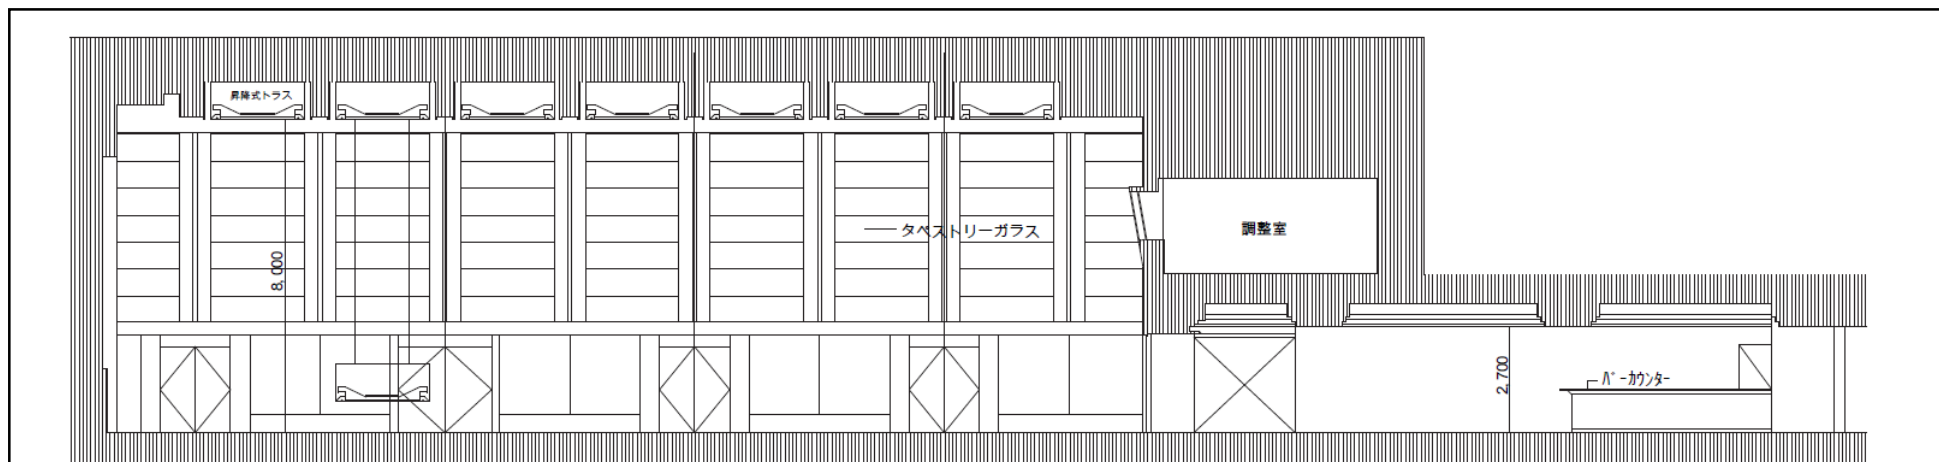 昇降式トラス
タペストリーガラス
調整室
8,000
2,700
バーカウンター